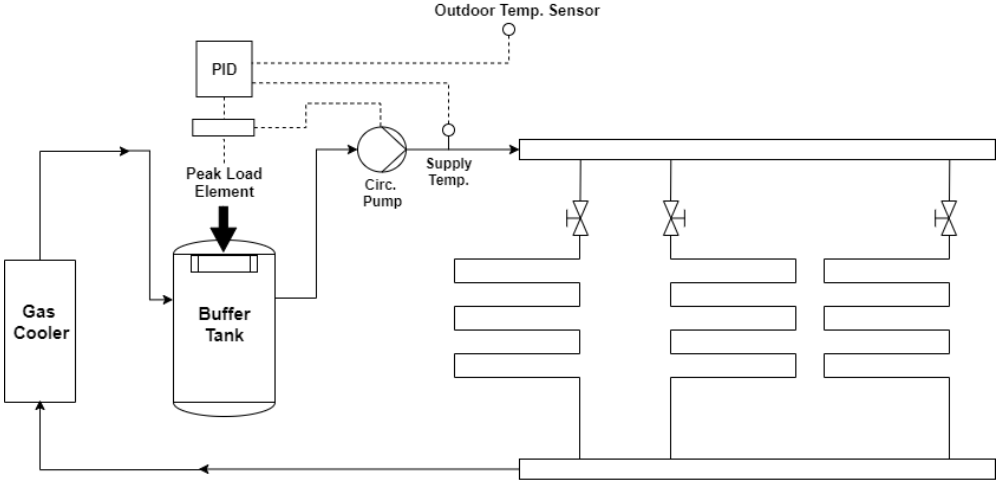 Outdoor Temp. Sensor
PID
Peak Load
Element
Circ.
Pump
Supply
Temp.
Gas
Cooler
Buffer
Tank